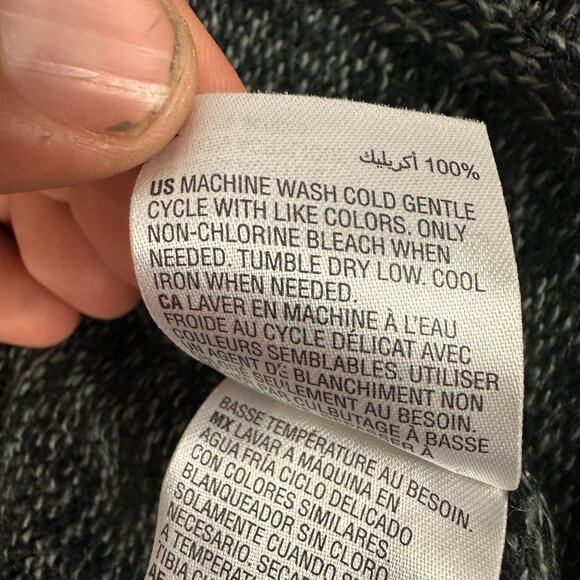 100% أكريليك
US MACHINE WASH COLD GENTLE
CYCLE WITH LIKE COLORS. ONLY
NON-CHLORINE BLEACH WHEN
NEEDED. TUMBLE DRY LOW. COOL
IRON WHEN NEEDED.
CA LAVER EN MACHINE À L'EAU
FROIDE AU CYCLE DÉLICAT AVEC
COULEURS SEMBLABLES. UTILISER
AGENT DE BLANCHIMENT NON
SEULEMENT AU BESOIN.
CULBUTAGE À BASSE
À
BASSE TEMPÉRATURE AU BESOIN.
MX LAVAR A MÁQUINA EN
AGUA FRÍA CICLO DELICADO
CON COLORES SIMILARES
BLANQUEADOR SIN CLORO
SOLAMENTE CUANDO
NECESARIO.
A
TIBIA